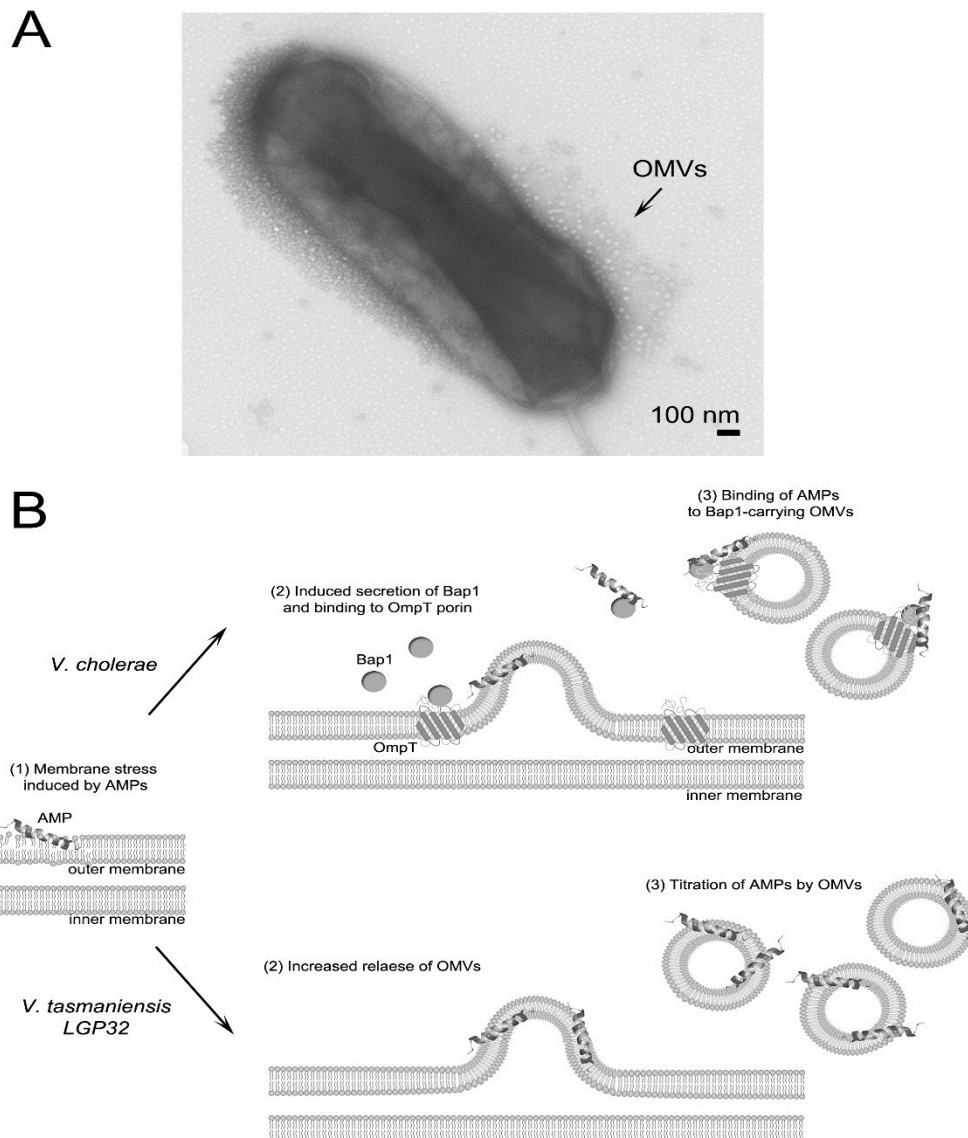 A
OMVs
100 nm
B
(3) Binding of AMPs
to Bap1-carrying OMVs
(2) Induced secretion of Bap1
and binding to OmpT porin
V. cholerae
Bap1
OmpT
outer membrane
inner membrane
(1) Membrane stress
induced by AMPs
AMP
outer membrane
inner membrane
(3) Titration of AMPs by OMVs
(2) Increased relaese of OMVs
V. tasmaniensis
LGP32